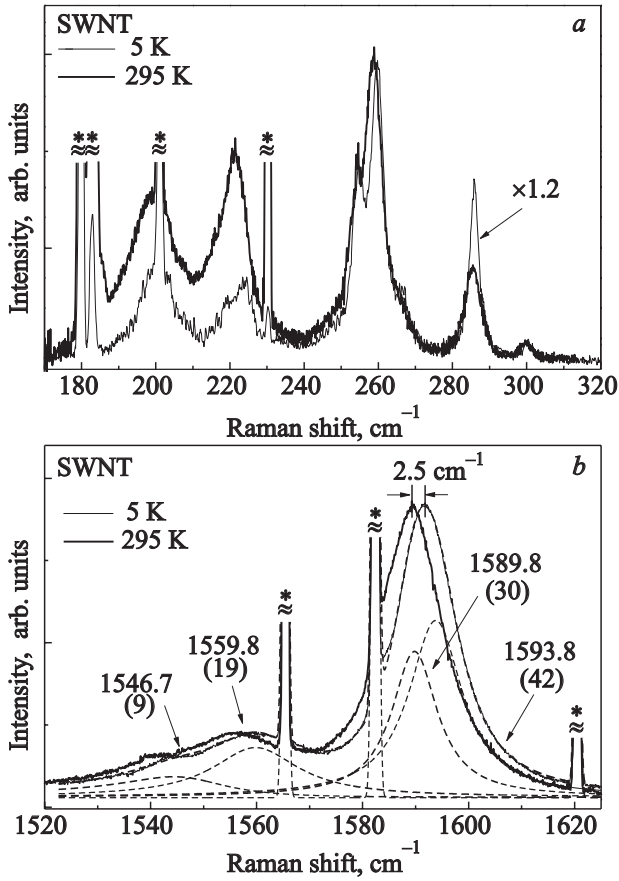 SWNT
a
5 K
295 K
* * * *
≈ ≈ ≈ ≈
×1.2
Intensity, arb. units
180 200 220 240 260 280 300 320
Raman shift, cm⁻¹
SWNT
b
2.5 cm⁻¹
5 K
295 K
*
≈
1589.8
(30)
*
≈
1559.8
(19)
1593.8
(42)
1546.7
(9)
*
≈
Intensity, arb. units
1520 1540 1560 1580 1600 1620
Raman shift, cm⁻¹